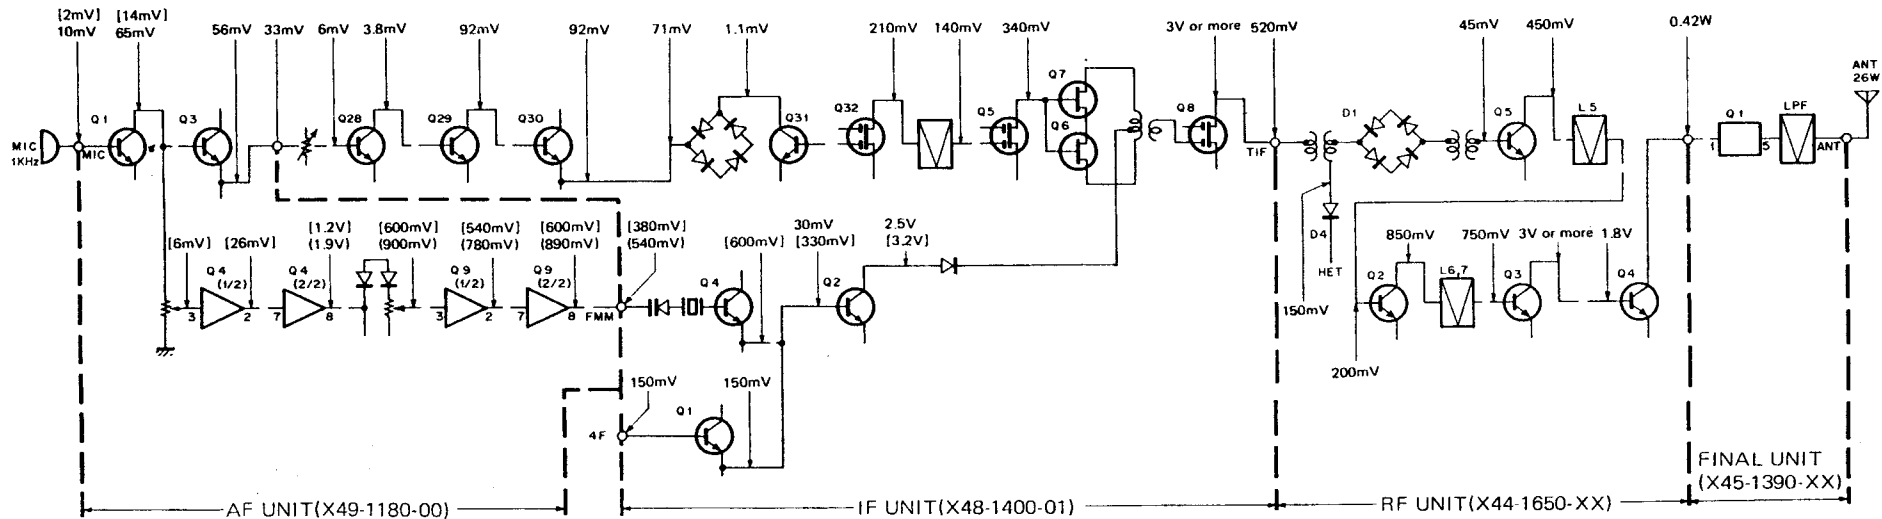 [2mV] [14mV]
10mV 65mV 56mV 33mV 6mV 3.8mV 92mV 92mV 71mV 1.1mV 210mV 140mV 340mV 3V or more 520mV 45mV 450mV 0.42W
ANT
26W
Q1 Q3 Q28 Q29 Q30 Q31 Q32 Q5 Q7 Q6 Q8 D1 Q5 L5 Q1 LPF
MIC
1KHz
MIC TIF 1 5 ANT
[6mV] [26mV] [1.2V] (1.9V) [600mV] (900mV) [540mV] (780mV) [600mV] (890mV) [380mV] (540mV) [600mV] 30mV [330mV] 2.5V [3.2V]
D4
HET
150mV
850mV 750mV 3V or more 1.8V
Q4 (1/2) Q4 (2/2) Q9 (1/2) Q9 (2/2) Q4 Q2 Q2 L6,7 Q3 Q4
3 2 7 8 3 2 7 8 FMM
200mV
150mV 150mV
Q1
4F
FINAL UNIT
(X45-1390-XX)
AF UNIT(X49-1180-00) IF UNIT(X48-1400-01) RF UNIT(X44-1650-XX)